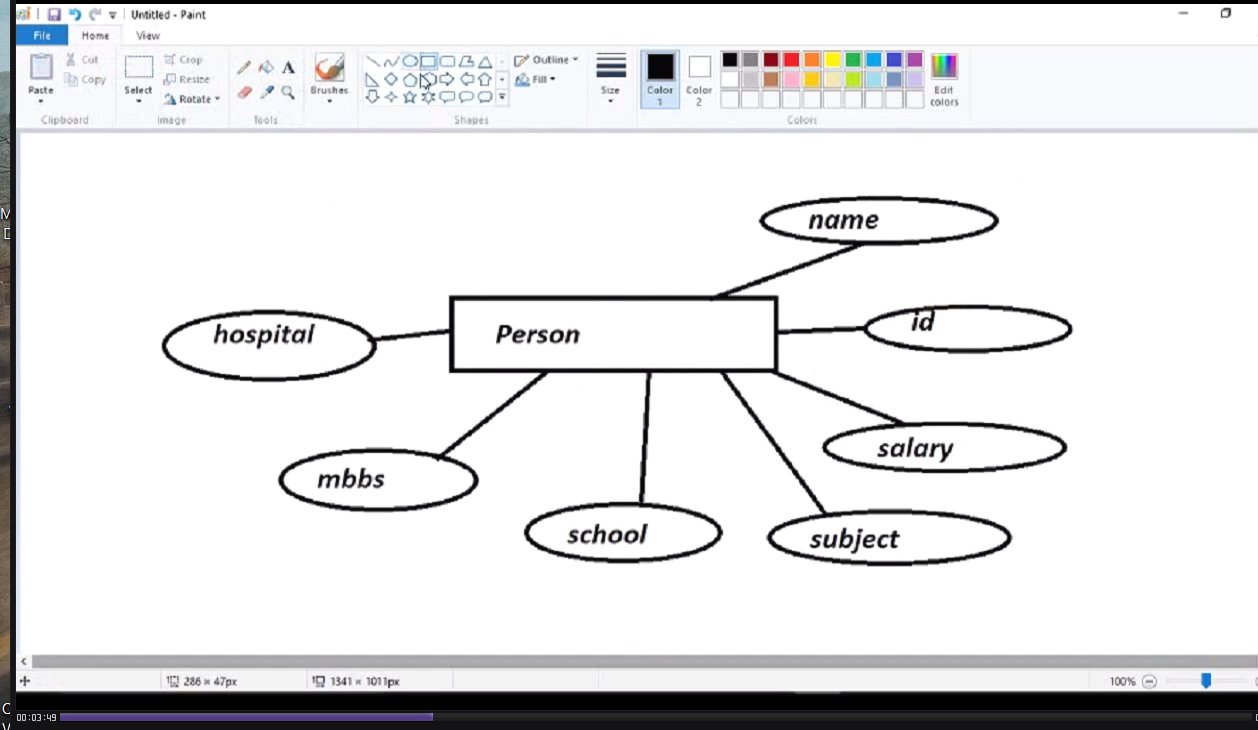 Untitled - Paint
File Home View
Paste
Cut
Copy
Clipboard
Select
Crop
Resize
Rotate
Image
A
Tools
Brushes
Shapes
Outline
Fill
Size
Color 1
Color 2
Colors
Edit colors
name
hospital
Person
id
mbbs
salary
school
subject
286 × 47px
1341 × 1011px
100%
00:03:49